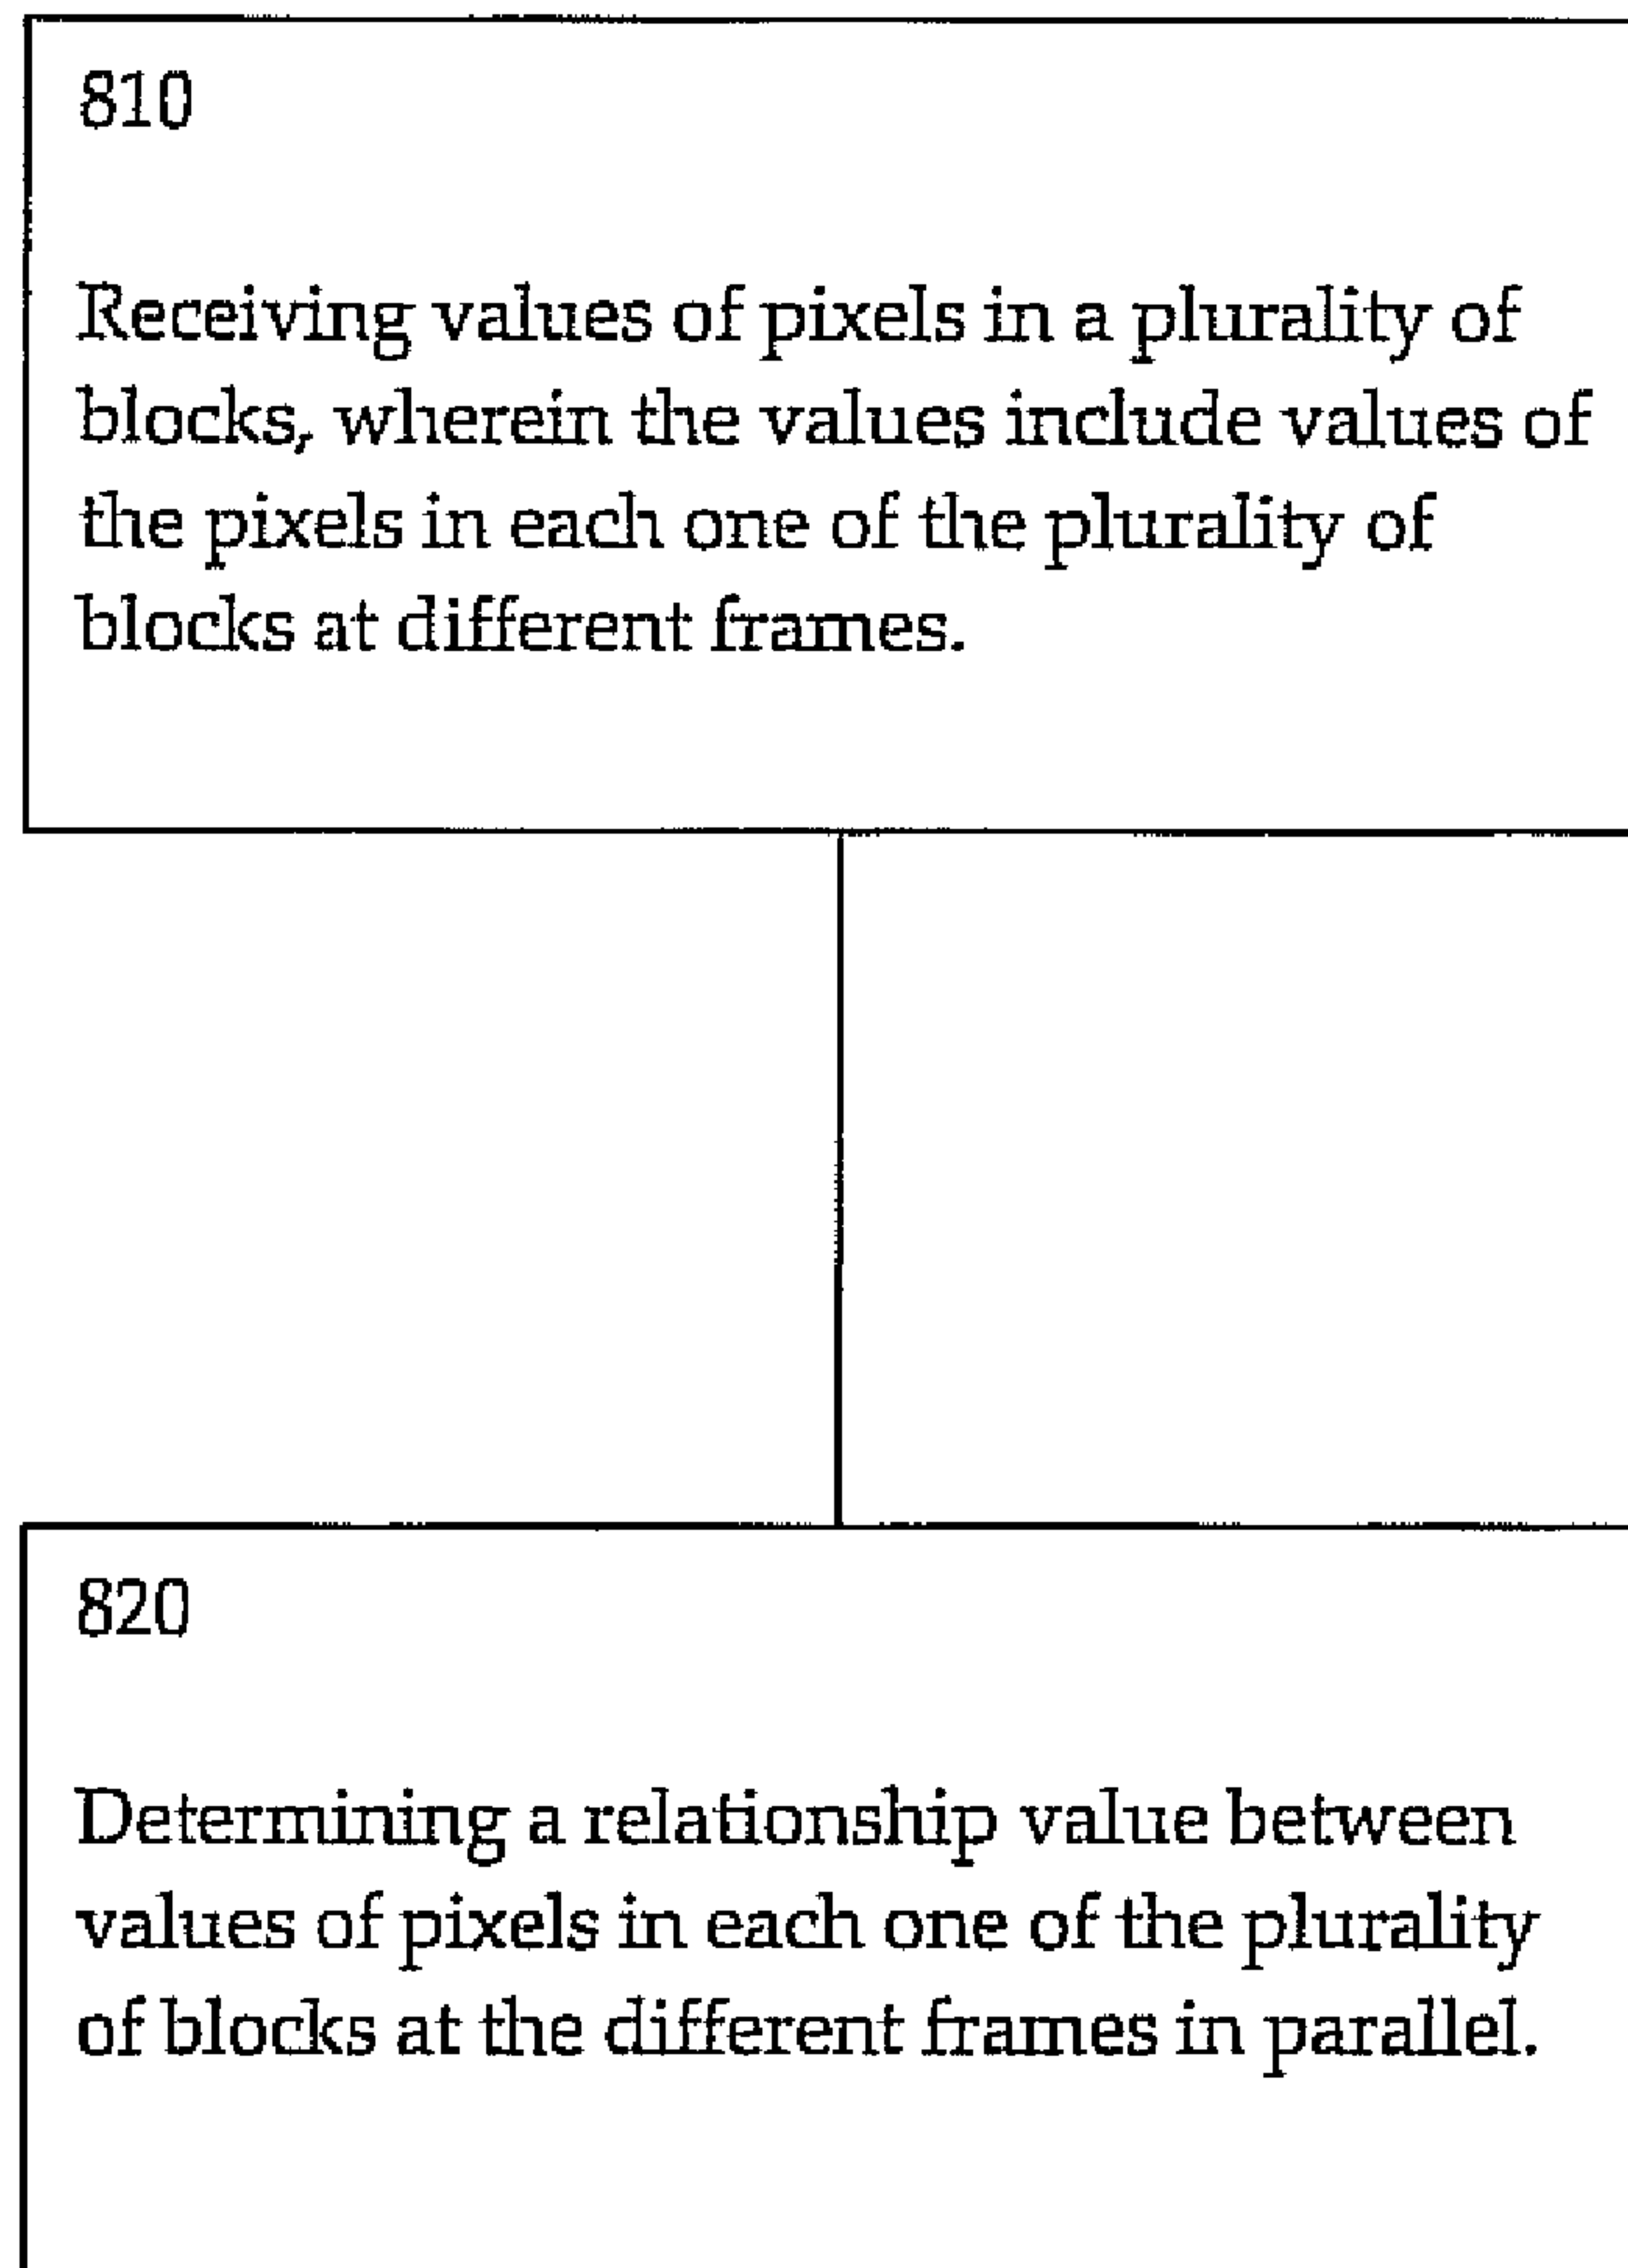 810
Receiving values of pixels in a plurality of
blocks, wherein the values include values of
the pixels in each one of the plurality of
blocks at different frames.
820
Determining a relationship value between
values of pixels in each one of the plurality
of blocks at the different frames in parallel.